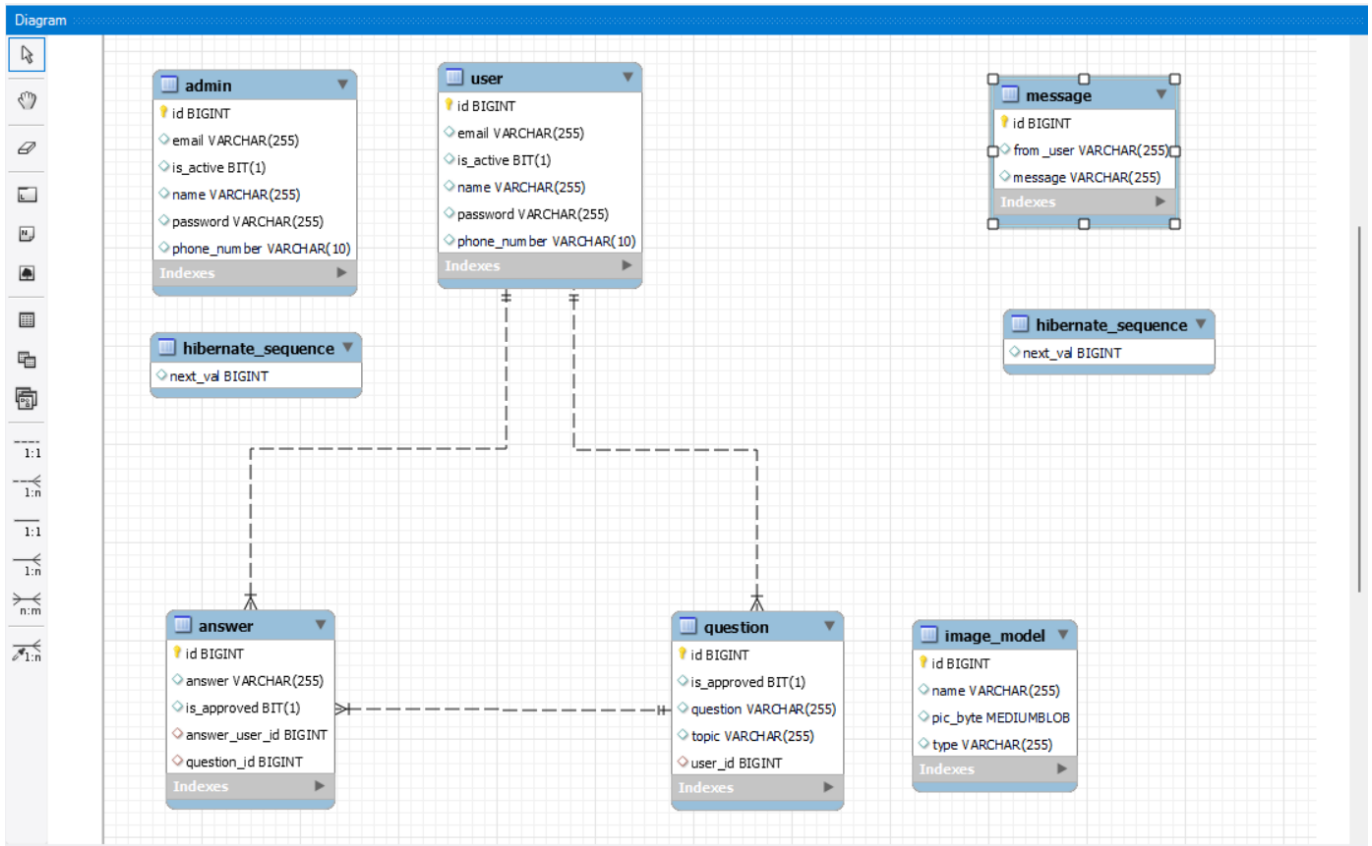 Diagram
admin
id BIGINT
email VARCHAR(255)
is_active BIT(1)
name VARCHAR(255)
password VARCHAR(255)
phone_number VARCHAR(10)
Indexes
user
id BIGINT
email VARCHAR(255)
is_active BIT(1)
name VARCHAR(255)
password VARCHAR(255)
phone_number VARCHAR(10)
Indexes
message
id BIGINT
from_user VARCHAR(255)
message VARCHAR(255)
Indexes
hibernate_sequence
next_val BIGINT
hibernate_sequence
next_val BIGINT
1:1
1:n
1:1
1:n
n:m
1:n
answer
id BIGINT
answer VARCHAR(255)
is_approved BIT(1)
answer_user_id BIGINT
question_id BIGINT
Indexes
question
id BIGINT
is_approved BIT(1)
question VARCHAR(255)
topic VARCHAR(255)
user_id BIGINT
Indexes
image_model
id BIGINT
name VARCHAR(255)
pic_byte MEDIUMBLOB
type VARCHAR(255)
Indexes